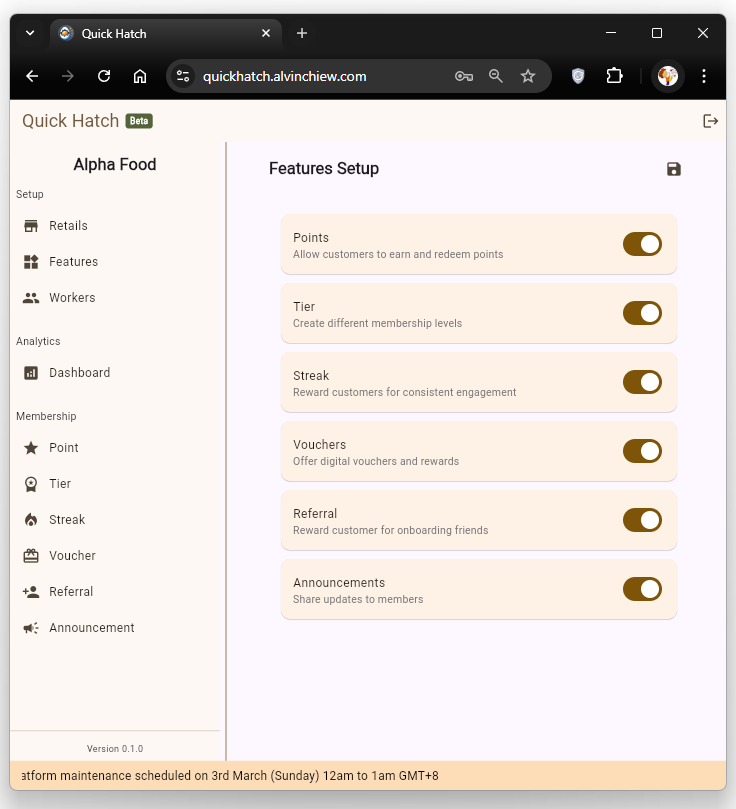 Quick Hatch
quickhatch.alvinchiew.com
Quick Hatch Beta
Alpha Food
Setup
Retails
Features
Workers
Analytics
Dashboard
Membership
Point
Tier
Streak
Voucher
Referral
Announcement
Version 0.1.0
Features Setup
Points
Allow customers to earn and redeem points
Tier
Create different membership levels
Streak
Reward customers for consistent engagement
Vouchers
Offer digital vouchers and rewards
Referral
Reward customer for onboarding friends
Announcements
Share updates to members
atform maintenance scheduled on 3rd March (Sunday) 12am to 1am GMT+8